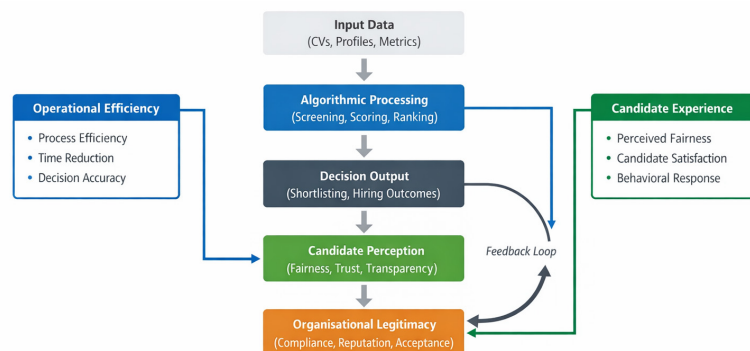 Input Data
(CVs, Profiles, Metrics)
Algorithmic Processing
(Screening, Scoring, Ranking)
Operational Efficiency
• Process Efficiency
• Time Reduction
• Decision Accuracy
Candidate Experience
• Perceived Fairness
• Candidate Satisfaction
• Behavioral Response
Decision Output
(Shortlisting, Hiring Outcomes)
Candidate Perception
(Fairness, Trust, Transparency)
Feedback Loop
Organisational Legitimacy
(Compliance, Reputation, Acceptance)